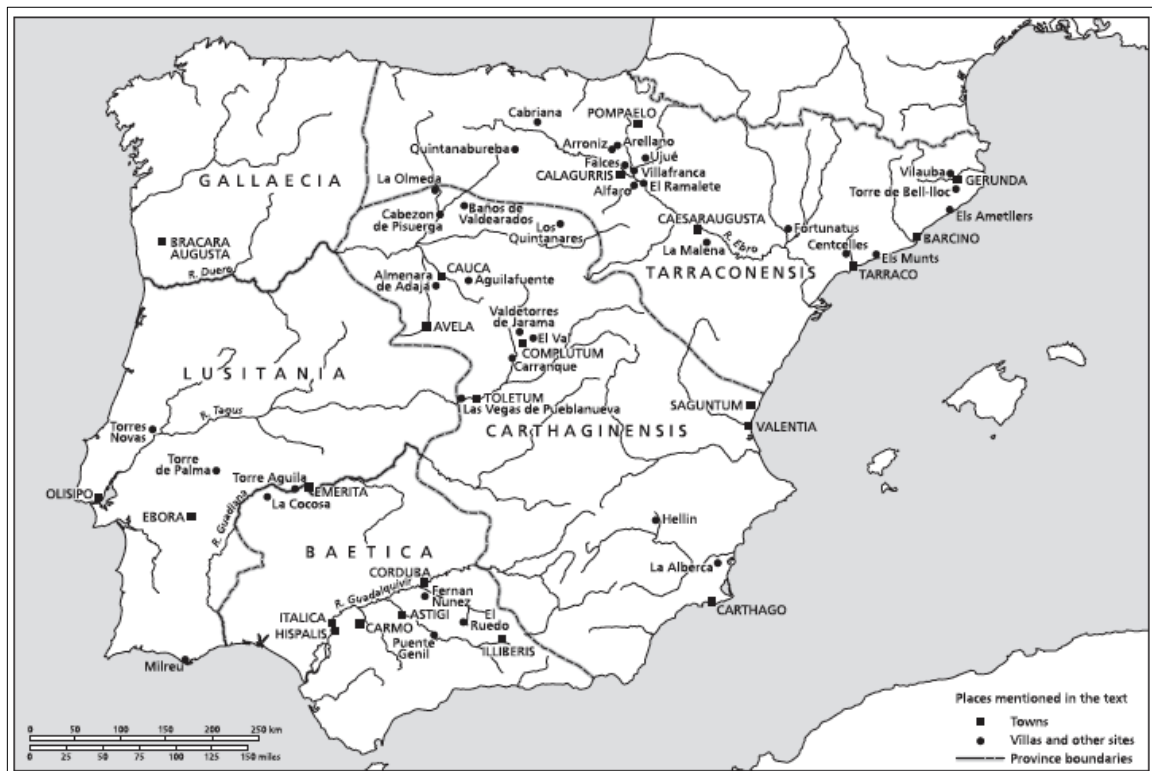 Cabriana
POMPAELO
Arroniz
Arellano
Quintanabureba
Ujué
Falces
Villafranca
CALAGURRIS
El Ramalete
Alfaro
La Olmeda
GALLAECIA
Vilauba
GERUNDA
Torre de Bell-lloc
Els Ametllers
Cabezon
de Pisuerga
Baños de
Valdearados
Los
Quintanares
CAESARAUGUSTA
R. Ebro
Fortunatus
BRACARA
AUGUSTA
La Malena
Centcelles
BARCINO
Els Munts
TARRACO
R. Duero
TARRACONENSIS
CAUCA
Almenara
de Adaja
Aguilafuente
Valdetorres
de Jarama
AVELA
El Val
COMPLUTUM
Carranque
LUSITANIA
TOLETUM
Las Vegas de Pueblanueva
SAGUNTUM
R. Tagus
Torres
Novas
CARTHAGINENSIS
VALENTIA
Torre
de Palma
Torre Aguila
EMERITA
OLISIPO
La Cocosa
EBORA
R. Guadiana
Hellin
BAETICA
La Alberca
CORDUBA
R. Guadalquivir
Fernan
Nunez
CARTHAGO
ITALICA
ASTIGI
El
Ruedo
HISPALIS
CARMO
Puente
Genil
ILLIBERIS
Milreu
Places mentioned in the text
Towns
Villas and other sites
Province boundaries
0 50 100 150 200 250 km
0 25 50 75 100 125 150 miles